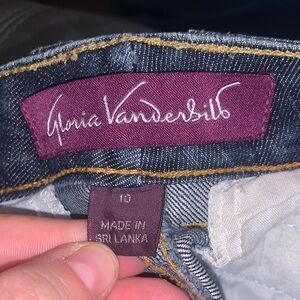 Gloria Vanderbilt
10
MADE IN
SRI LANKA